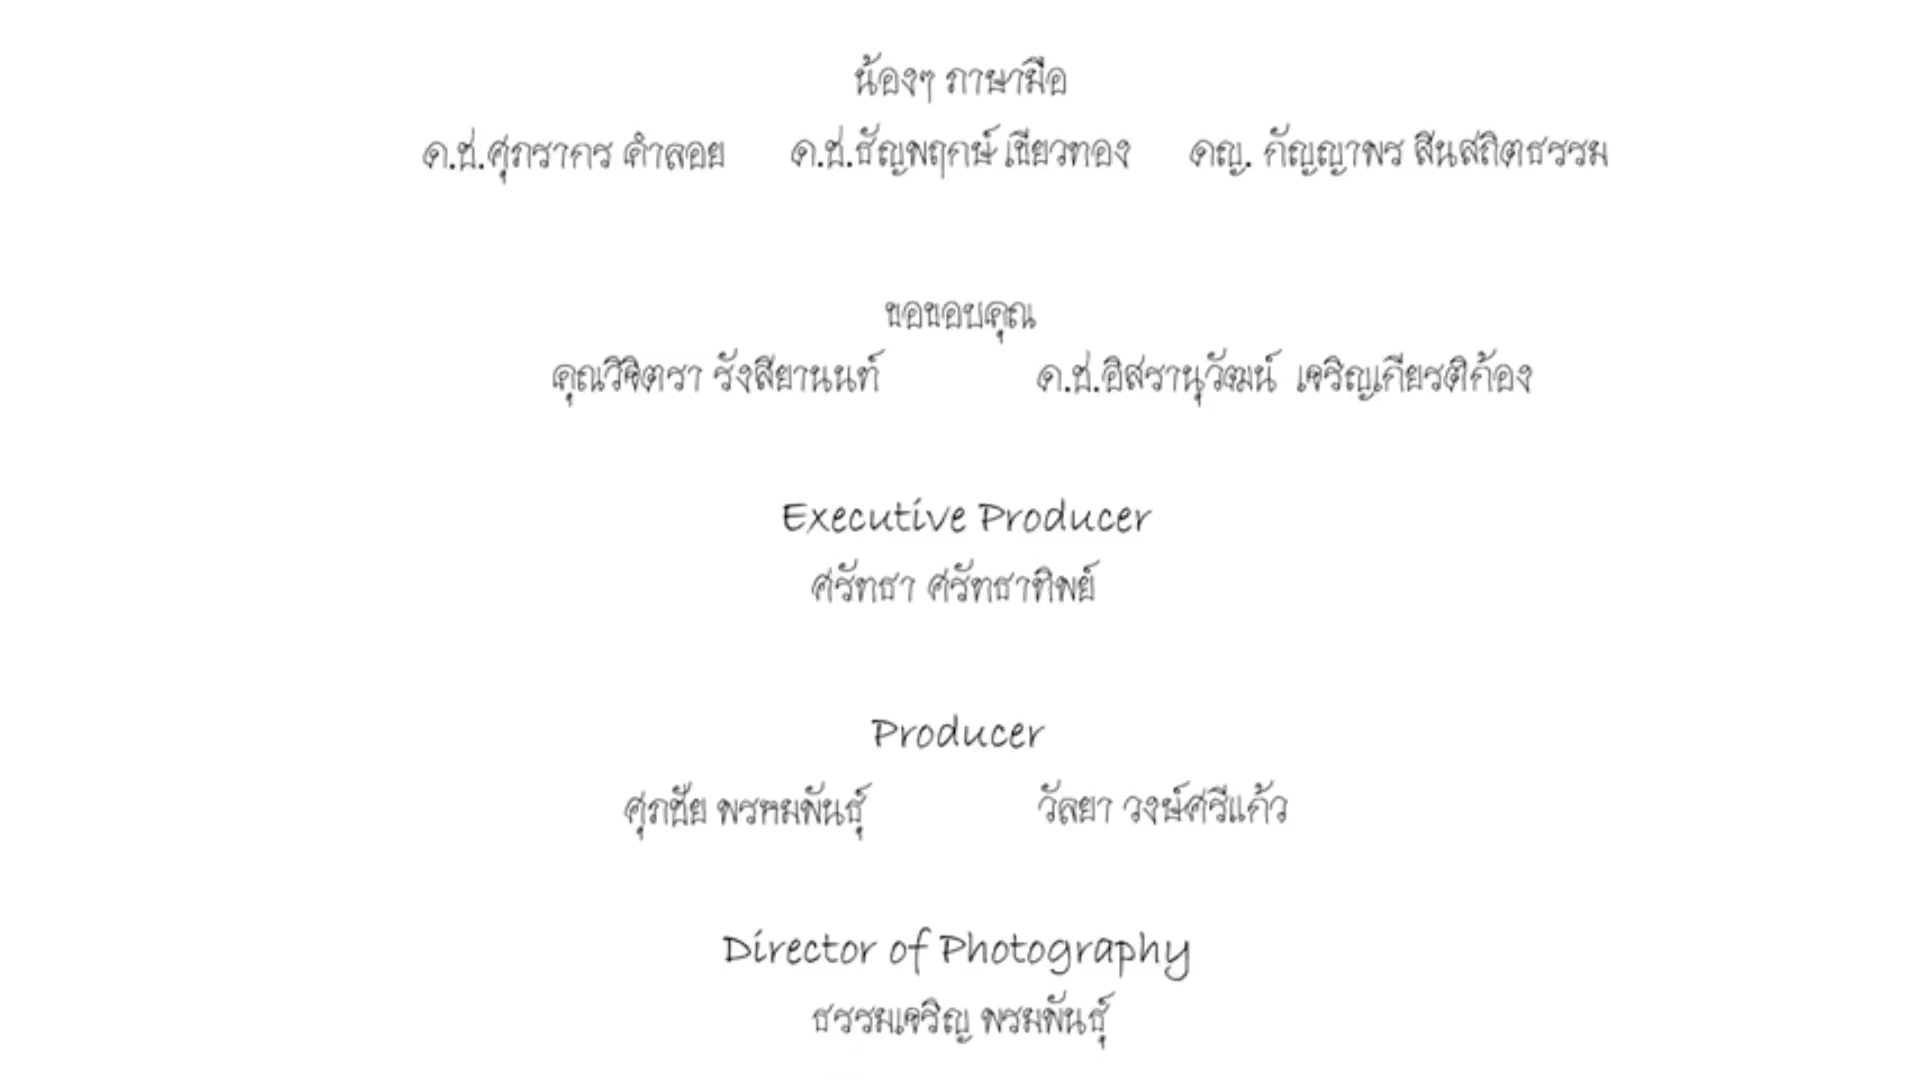 น้องๆ ภาษามือ
ด.ช.ศุภรากร คำลอย ด.ช.ธัญพฤกษ์ เขียวทอง ดญ. กัญญาพร สินสถิตธรรม
ขอขอบคุณ
คุณวิจิตรา รังสิยานนท์ ด.ช.อิสรานุวัฒน์ เจริญเกียรติก้อง
Executive Producer
ศรัทธา ศรัทธาทิพย์
Producer
ศุภชัย พรหมพันธุ์ วัลยา วงษ์ศรีแก้ว
Director of Photography
ธรรมเจริญ พรมพันธุ์